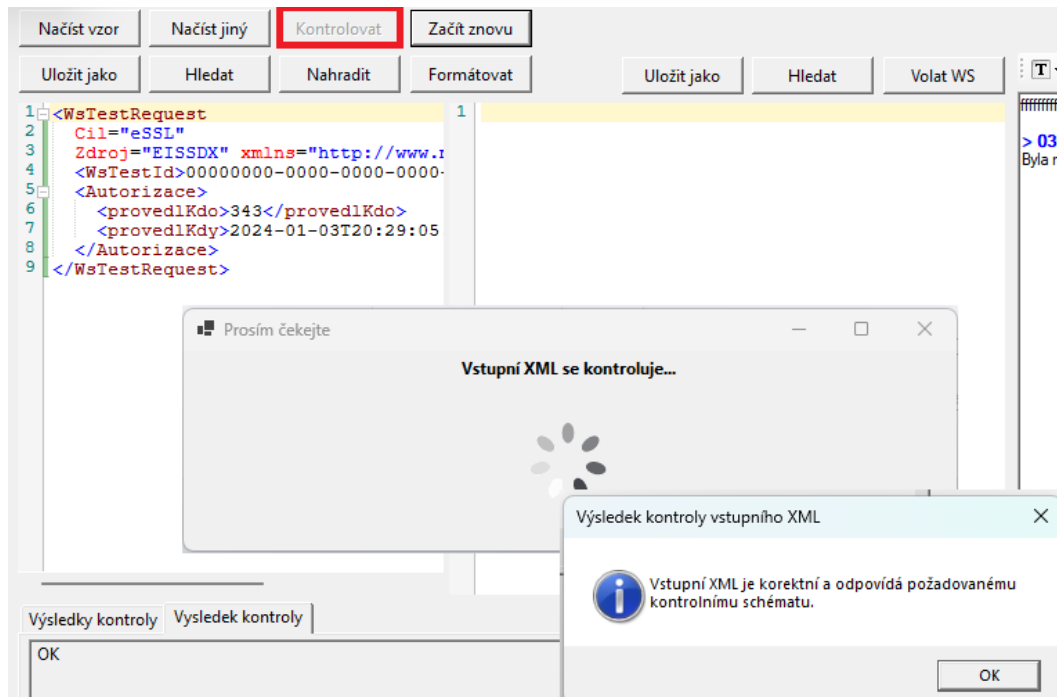 Načíst vzor Načíst jiný Kontrolovat Začít znovu
Uložit jako Hledat Nahradit Formátovat Uložit jako Hledat Volat WS T
1 <WsTestRequest 1
2 Cil="eSSL"
3 Zdroj="EISSDX" xmlns="http://www.
4 <WsTestId>00000000-0000-0000-0000-
5 <Autorizace>
6 <provedlKdo>343</provedlKdo>
7 <provedlKdy>2024-01-03T20:29:05
8 </Autorizace>
9 </WsTestRequest>
> 03
Byla
Prosím čekejte
Vstupní XML se kontroluje...
Výsledek kontroly vstupního XML
Vstupní XML je korektní a odpovídá požadovanému
kontrolnímu schématu.
OK
Výsledky kontroly Vysledek kontroly
OK